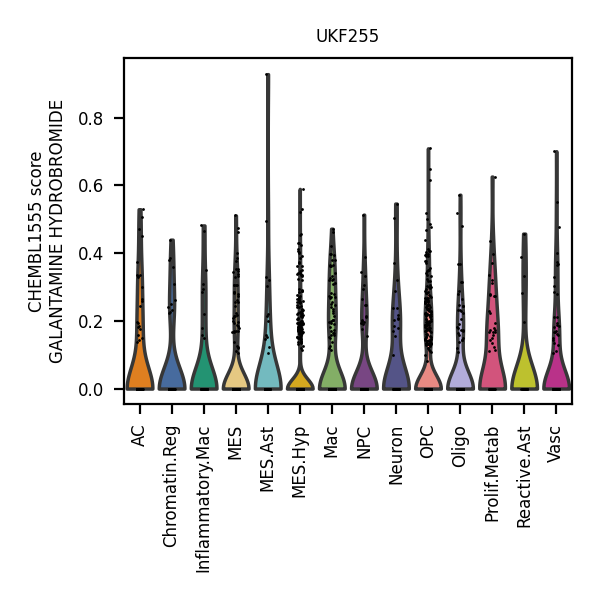 UKF255
CHEMBL1555 score
GALANTAMINE HYDROBROMIDE
0.8
0.6
0.4
0.2
0.0
AC
Chromatin.Reg
Inflammatory.Mac
MES
MES.Ast
MES.Hyp
Mac
NPC
Neuron
OPC
Oligo
Prolif.Metab
Reactive.Ast
Vasc